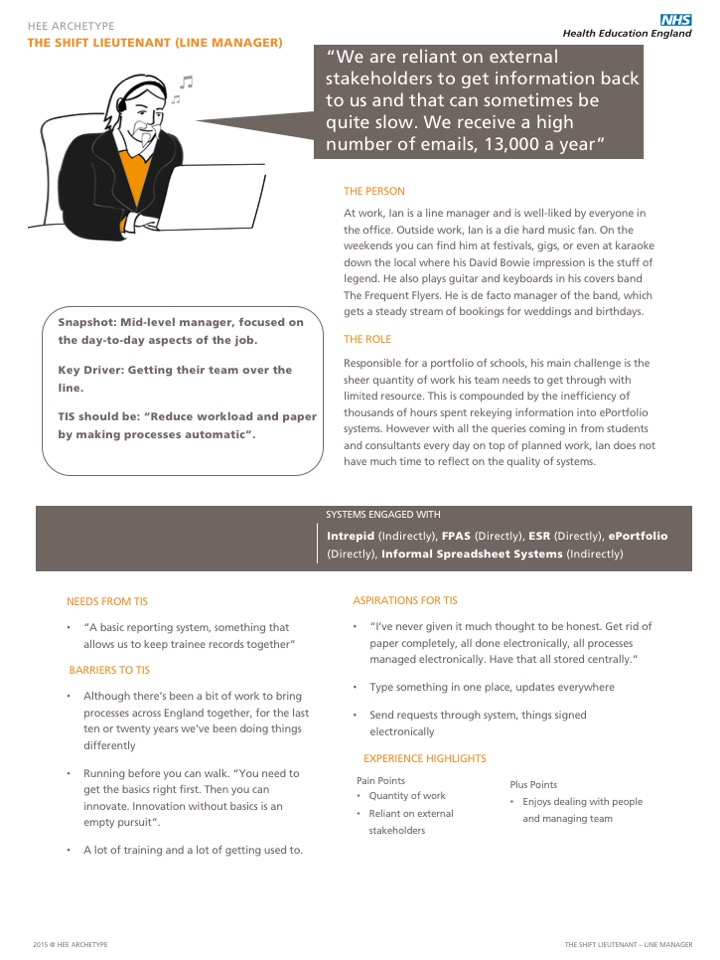 HEE ARCHETYPE
THE SHIFT LIEUTENANT (LINE MANAGER)
NHS
Health Education England
“We are reliant on external
stakeholders to get information back
to us and that can sometimes be
quite slow. We receive a high
number of emails, 13,000 a year”
THE PERSON
At work, Ian is a line manager and is well-liked by everyone in
the office. Outside work, Ian is a die hard music fan. On the
weekends you can find him at festivals, gigs, or even at karaoke
down the local where his David Bowie impression is the stuff of
legend. He also plays guitar and keyboards in his covers band
The Frequent Flyers. He is de facto manager of the band, which
gets a steady stream of bookings for weddings and birthdays.
Snapshot: Mid-level manager, focused on
the day-to-day aspects of the job.
Key Driver: Getting their team over the
line.
TIS should be: “Reduce workload and paper
by making processes automatic”.
THE ROLE
Responsible for a portfolio of schools, his main challenge is the
sheer quantity of work his team needs to get through with
limited resource. This is compounded by the inefficiency of
thousands of hours spent rekeying information into ePortfolio
systems. However with all the queries coming in from students
and consultants every day on top of planned work, Ian does not
have much time to reflect on the quality of systems.
SYSTEMS ENGAGED WITH
Intrepid (Indirectly), FPAS (Directly), ESR (Directly), ePortfolio
(Directly), Informal Spreadsheet Systems (Indirectly)
NEEDS FROM TIS
• “A basic reporting system, something that
allows us to keep trainee records together”
BARRIERS TO TIS
• Although there’s been a bit of work to bring
processes across England together, for the last
ten or twenty years we’ve been doing things
differently
• Running before you can walk. “You need to
get the basics right first. Then you can
innovate. Innovation without basics is an
empty pursuit”.
• A lot of training and a lot of getting used to.
ASPIRATIONS FOR TIS
• “I’ve never given it much thought to be honest. Get rid of
paper completely, all done electronically, all processes
managed electronically. Have that all stored centrally.”
• Type something in one place, updates everywhere
• Send requests through system, things signed
electronically
EXPERIENCE HIGHLIGHTS
Pain Points
• Quantity of work
• Reliant on external
stakeholders
Plus Points
• Enjoys dealing with people
and managing team
2015 @ HEE ARCHETYPE
THE SHIFT LIEUTENANT – LINE MANAGER